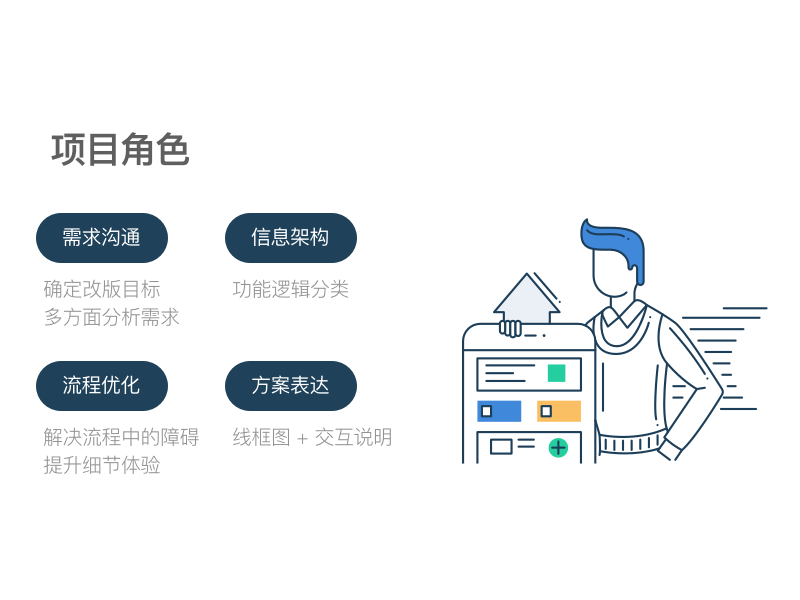 项目角色
需求沟通
确定改版目标
多方面分析需求
信息架构
功能逻辑分类
流程优化
解决流程中的障碍
提升细节体验
方案表达
线框图 + 交互说明